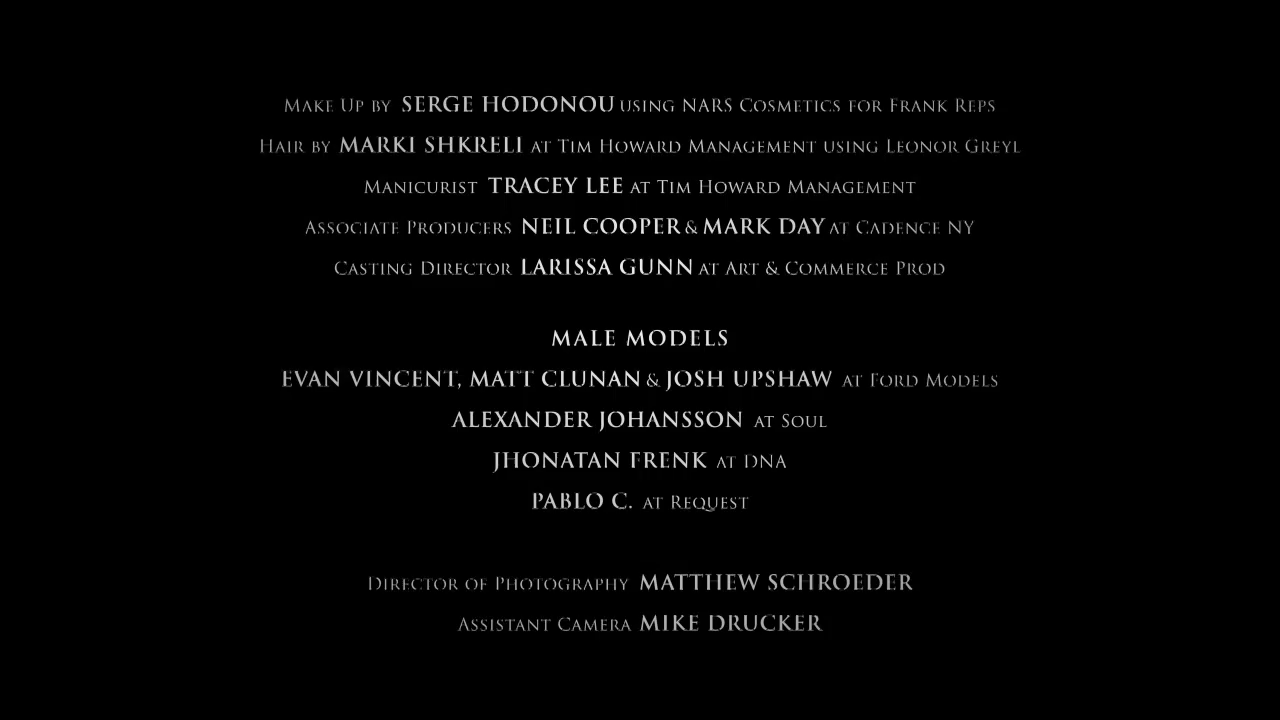 Make Up by SERGE HODONOU using NARS Cosmetics for Frank Reps
Hair by MARKI SHKRELI at Tim Howard Management using Leonor Greyl
Manicurist TRACEY LEE at Tim Howard Management
Associate Producers NEIL COOPER & MARK DAY at Cadence NY
Casting Director LARISSA GUNN at Art & Commerce Prod
MALE MODELS
EVAN VINCENT, MATT CLUNAN & JOSH UPSHAW at Ford Models
ALEXANDER JOHANSSON at Soul
JHONATAN FRENK at DNA
PABLO C. at Request
Director of Photography MATTHEW SCHROEDER
Assistant Camera MIKE DRUCKER